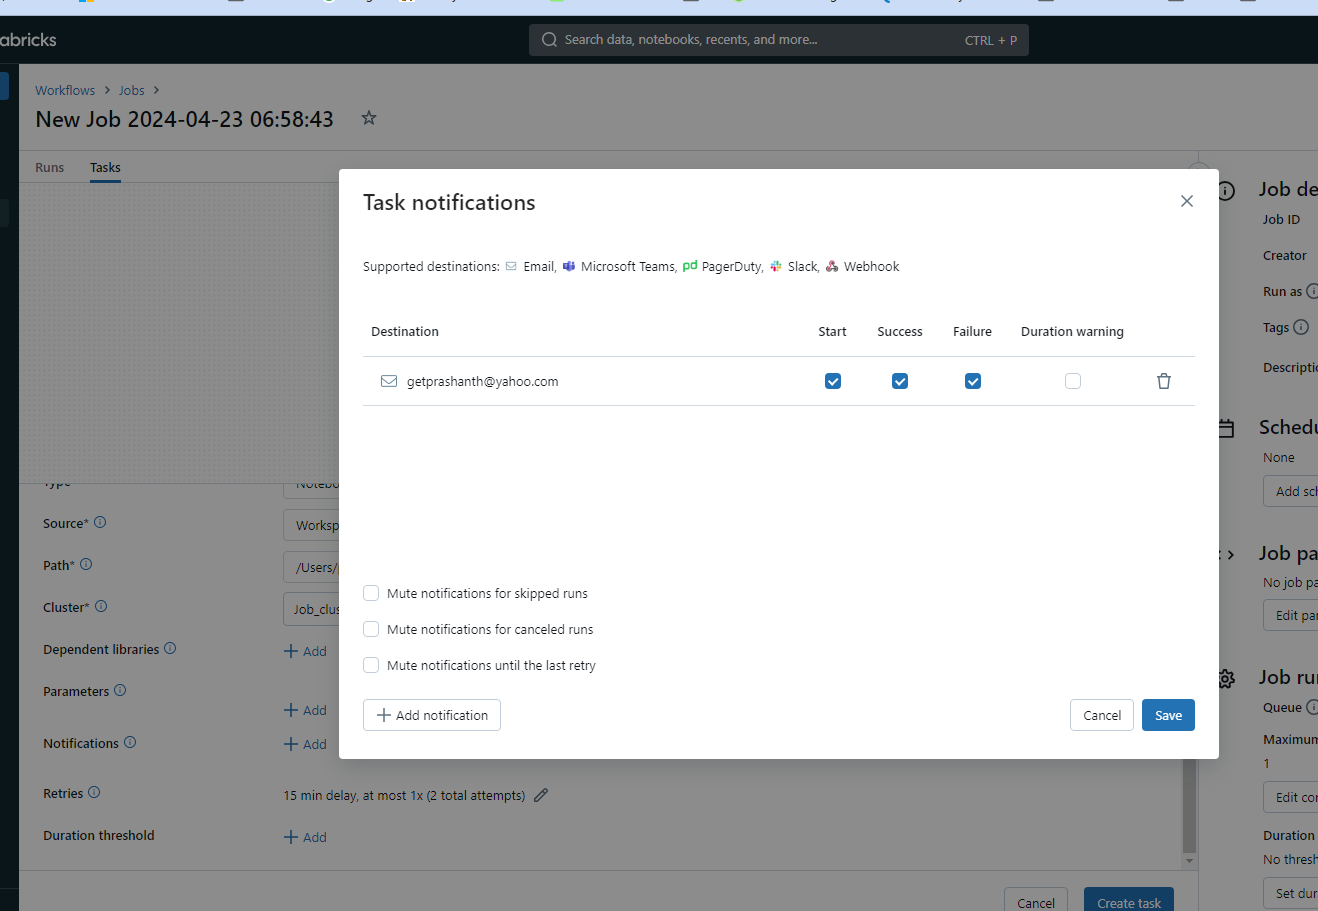 abricks
Search data, notebooks, recents, and more...
CTRL + P
Workflows > Jobs >
New Job 2024-04-23 06:58:43
Runs
Tasks
Task notifications
Supported destinations: Email, Microsoft Teams, PagerDuty, Slack, Webhook
Destination Start Success Failure Duration warning
getprashanth@yahoo.com
Mute notifications for skipped runs
Mute notifications for canceled runs
Mute notifications until the last retry
Add notification
Cancel
Save
Type
Notebo
Source*
Worksp
Path*
/Users/
Cluster*
Job_clus
Dependent libraries
Add
Parameters
Add
Notifications
Add
Retries
15 min delay, at most 1x (2 total attempts)
Duration threshold
Add
Cancel
Create task
Job de
Job ID
Creator
Run as
Tags
Descriptio
Schedu
None
Add sch
Job pa
No job pa
Edit par
Job ru
Queue
Maximum
1
Edit con
Duration
No thresh
Set dur